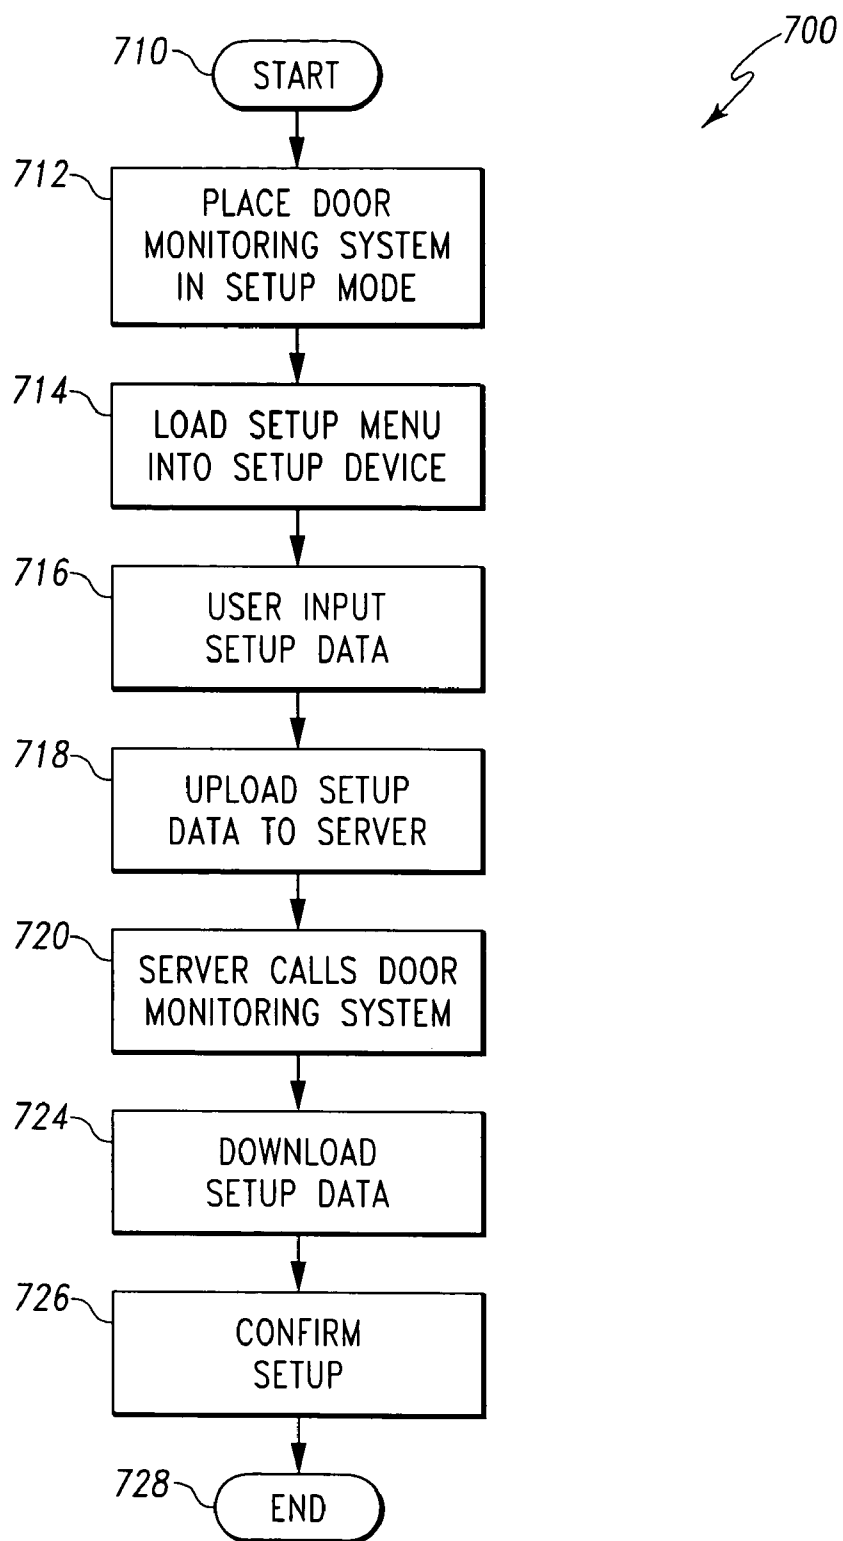 700
710
START
712
PLACE DOOR
MONITORING SYSTEM
IN SETUP MODE
714
LOAD SETUP MENU
INTO SETUP DEVICE
716
USER INPUT
SETUP DATA
718
UPLOAD SETUP
DATA TO SERVER
720
SERVER CALLS DOOR
MONITORING SYSTEM
724
DOWNLOAD
SETUP DATA
726
CONFIRM
SETUP
728
END